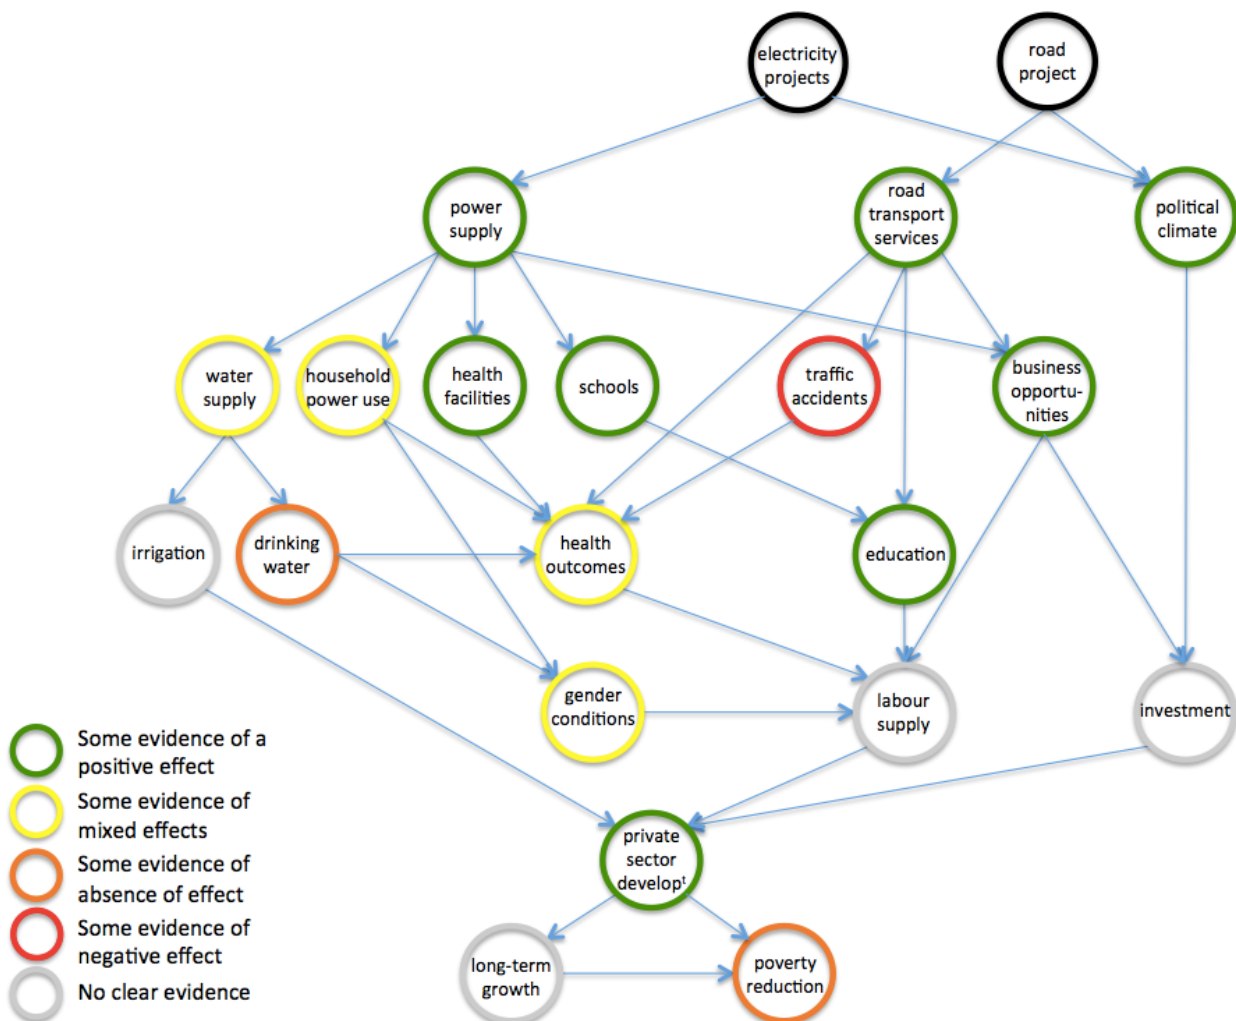 electricity
projects
road
project
power
supply
road
transport
services
political
climate
water
supply
household
power use
health
facilities
schools
traffic
accidents
business
opportu-
nities
irrigation
drinking
water
health
outcomes
education
gender
conditions
labour
supply
investment
private
sector
developᵗ
long-term
growth
poverty
reduction
Some evidence of a
positive effect
Some evidence of
mixed effects
Some evidence of
absence of effect
Some evidence of
negative effect
No clear evidence